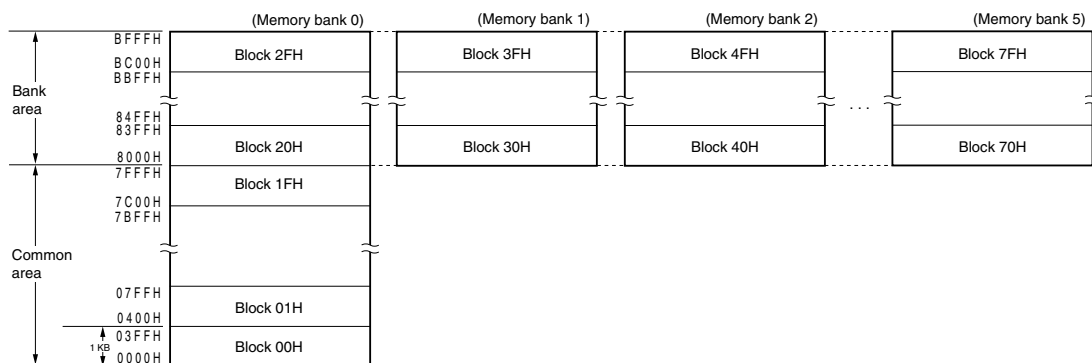 (Memory bank 0) (Memory bank 1) (Memory bank 2) (Memory bank 5)
BFFFH
Block 2FH Block 3FH Block 4FH Block 7FH
BC00H
BBFFH
Bank
area
. . .
84FFH
83FFH
Block 20H Block 30H Block 40H Block 70H
8000H
7FFFH
Block 1FH
7C00H
7BFFH
Common
area
07FFH
Block 01H
0400H
03FFH
1 KB
Block 00H
0000H